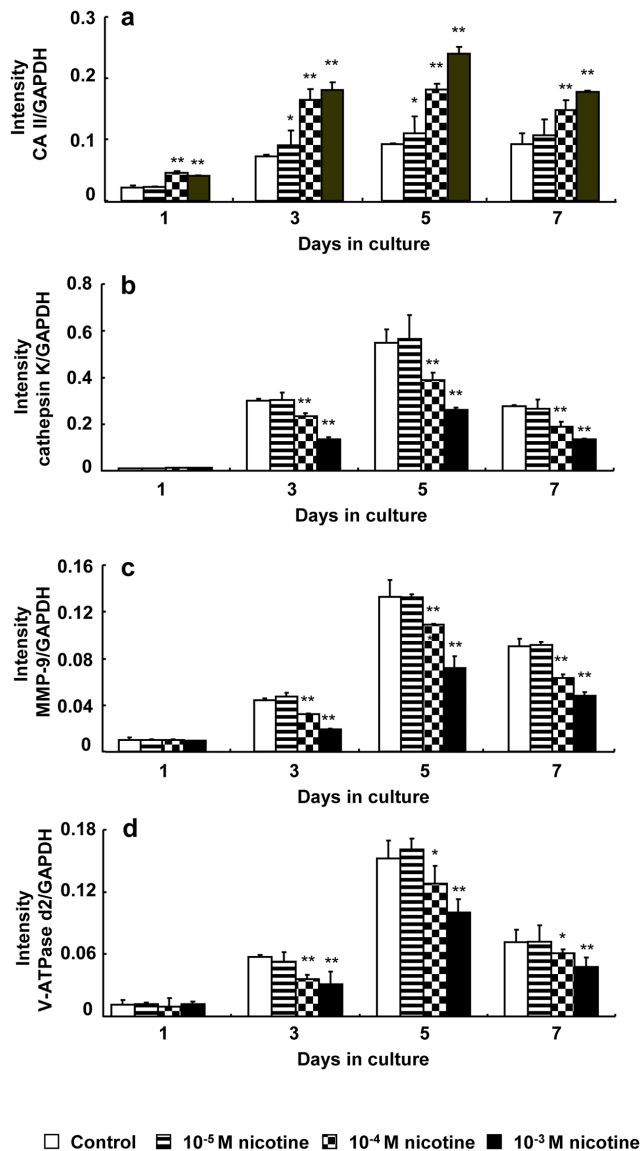 a
Intensity
CA II/GAPDH
0.3
0.2
0.1
0
** **
* ** **
* ** **
** **
1 3 5 7
Days in culture
b
Intensity
cathepsin K/GAPDH
0.8
0.6
0.4
0.2
0
** **
** **
** **
1 3 5 7
Days in culture
c
Intensity
MMP-9/GAPDH
0.16
0.12
0.08
0.04
0
** **
** **
** **
1 3 5 7
Days in culture
d
Intensity
V-ATPase d2/GAPDH
0.18
0.12
0.06
0
** **
* **
* **
1 3 5 7
Days in culture
Control 10⁻⁵ M nicotine 10⁻⁴ M nicotine 10⁻³ M nicotine